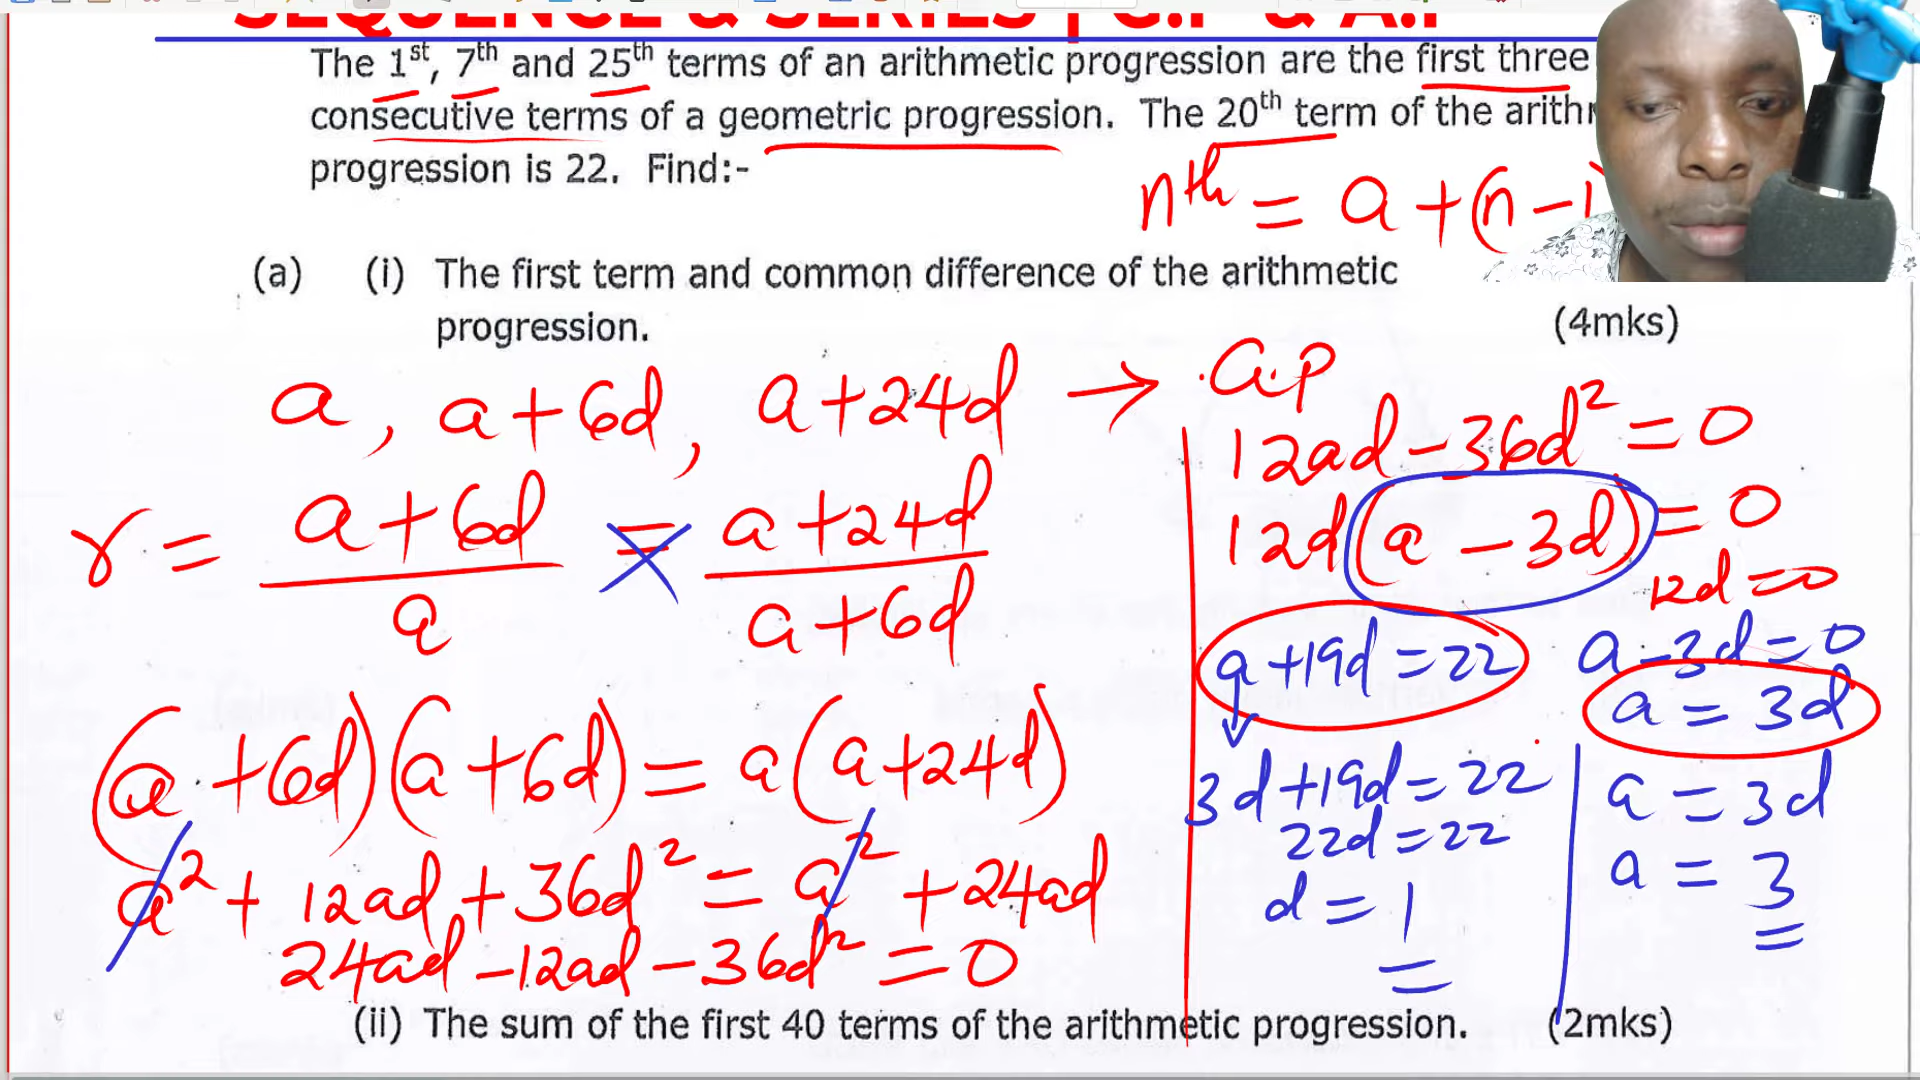 SEQUENCE & SERIES | G.P & A.P
The 1st, 7th and 25th terms of an arithmetic progression are the first three
consecutive terms of a geometric progression. The 20th term of the arith
progression is 22. Find:-
nth = a + (n - 1)
(a) (i) The first term and common difference of the arithmetic
progression.
(4mks)
a, a + 6d, a + 24d → G.P
r = a + 6d / a = a + 24d / a + 6d
(a + 6d)(a + 6d) = a(a + 24d)
a² + 12ad + 36d² = a² + 24ad
24ad - 12ad - 36d² = 0
12ad - 36d² = 0
12d(a - 3d) = 0
12d = 0
a + 19d = 22
a - 3d = 0
a = 3d
3d + 19d = 22
22d = 22
d = 1
a = 3d
a = 3
(ii) The sum of the first 40 terms of the arithmetic progression. (2mks)